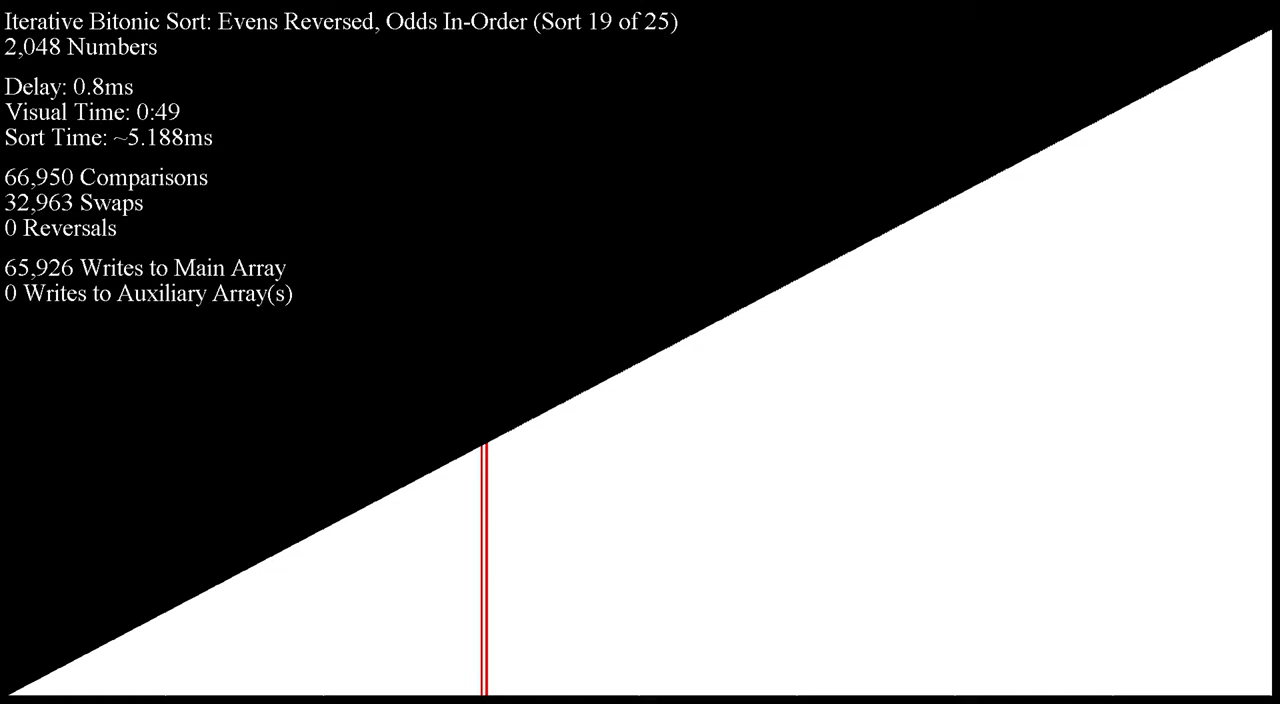 Iterative Bitonic Sort: Evens Reversed, Odds In-Order (Sort 19 of 25)
2,048 Numbers
Delay: 0.8ms
Visual Time: 0:49
Sort Time: ~5.188ms
66,950 Comparisons
32,963 Swaps
0 Reversals
65,926 Writes to Main Array
0 Writes to Auxiliary Array(s)